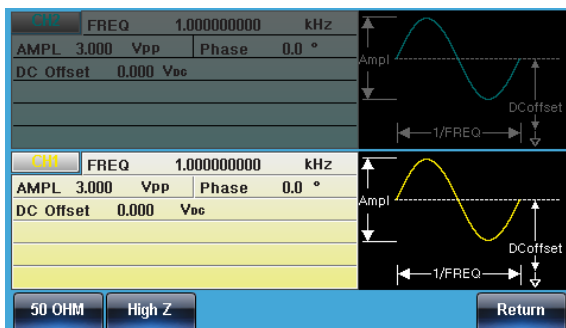 CH2 FREQ 1.000000000 kHz
AMPL 3.000 Vpp Phase 0.0 °
DC Offset 0.000 VDC
Ampl
DCoffset
1/FREQ
CH1 FREQ 1.000000000 kHz
AMPL 3.000 Vpp Phase 0.0 °
DC Offset 0.000 VDC
Ampl
DCoffset
1/FREQ
50 OHM High Z Return